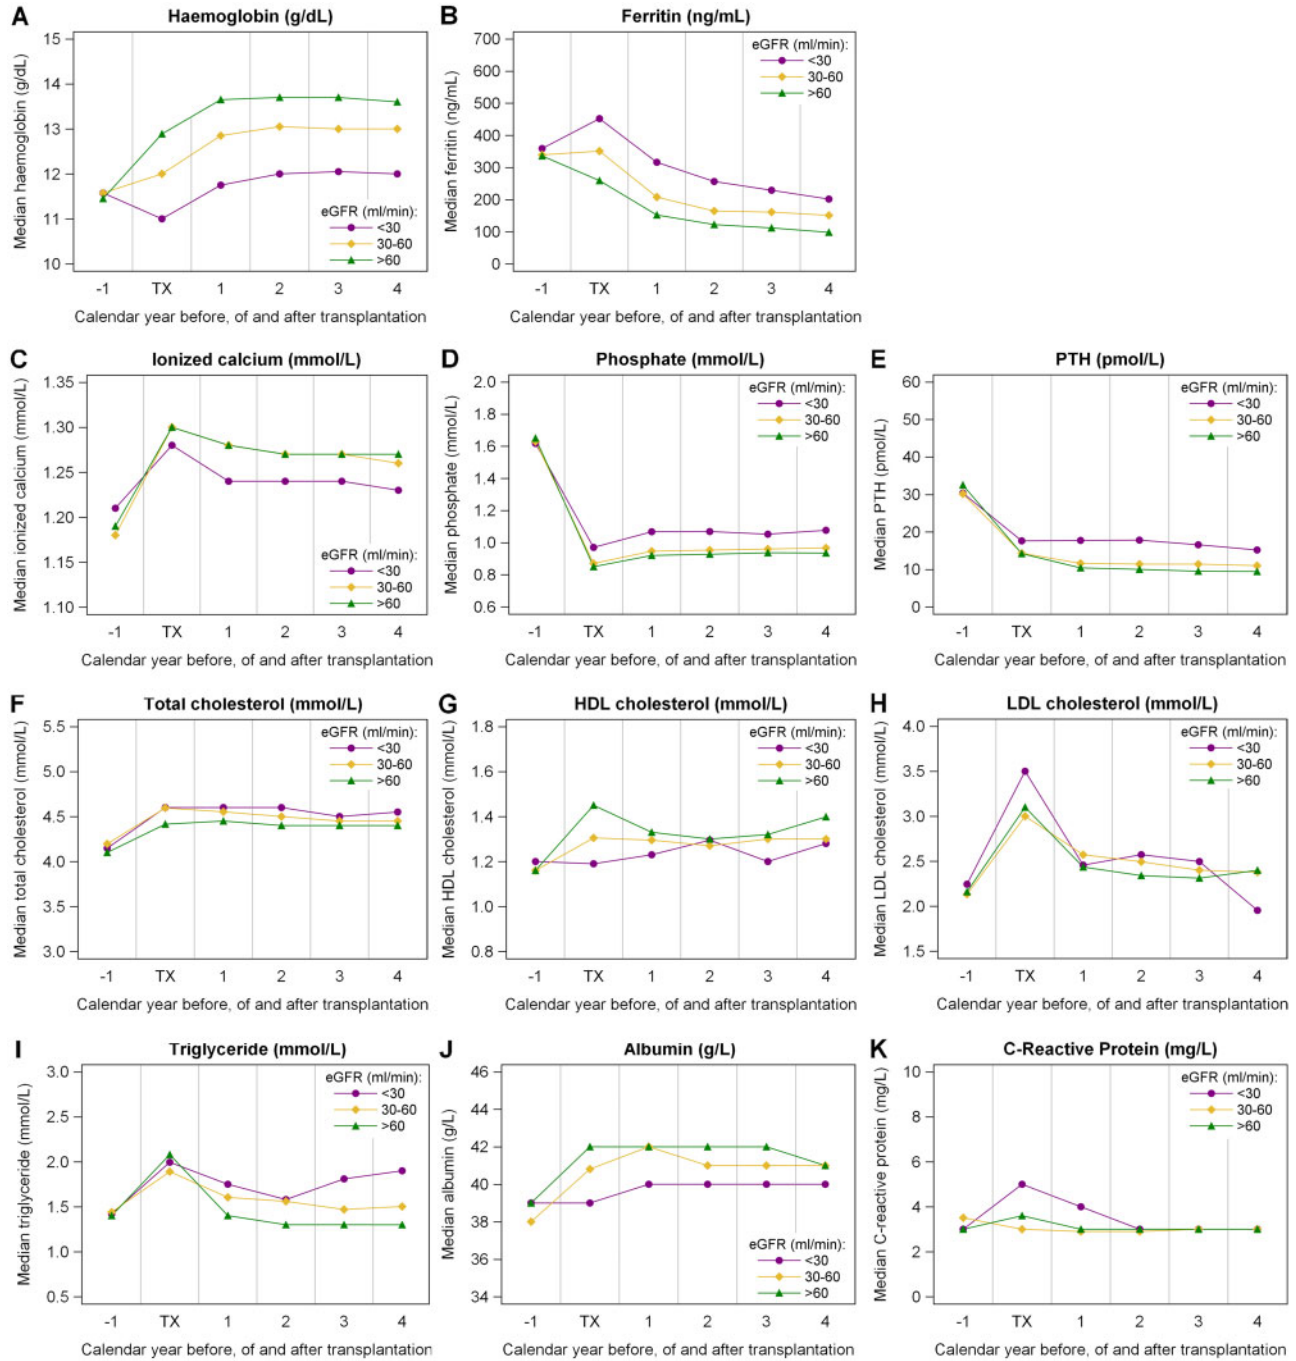 A
Haemoglobin (g/dL)
Median haemoglobin (g/dL)
15
14
13
12
11
10
eGFR (ml/min):
<30
30-60
>60
-1 TX 1 2 3 4
Calendar year before, of and after transplantation
B
Ferritin (ng/mL)
Median ferritin (ng/mL)
700
600
500
400
300
200
100
0
eGFR (ml/min):
<30
30-60
>60
-1 TX 1 2 3 4
Calendar year before, of and after transplantation
C
Ionized calcium (mmol/L)
Median ionized calcium (mmol/L)
1.35
1.30
1.25
1.20
1.15
1.10
eGFR (ml/min):
<30
30-60
>60
-1 TX 1 2 3 4
Calendar year before, of and after transplantation
D
Phosphate (mmol/L)
Median phosphate (mmol/L)
2.0
1.8
1.6
1.4
1.2
1.0
0.8
0.6
eGFR (ml/min):
<30
30-60
>60
-1 TX 1 2 3 4
Calendar year before, of and after transplantation
E
PTH (pmol/L)
Median PTH (pmol/L)
60
50
40
30
20
10
0
eGFR (ml/min):
<30
30-60
>60
-1 TX 1 2 3 4
Calendar year before, of and after transplantation
F
Total cholesterol (mmol/L)
Median total cholesterol (mmol/L)
5.5
5.0
4.5
4.0
3.5
3.0
eGFR (ml/min):
<30
30-60
>60
-1 TX 1 2 3 4
Calendar year before, of and after transplantation
G
HDL cholesterol (mmol/L)
Median HDL cholesterol (mmol/L)
1.8
1.6
1.4
1.2
1.0
0.8
eGFR (ml/min):
<30
30-60
>60
-1 TX 1 2 3 4
Calendar year before, of and after transplantation
H
LDL cholesterol (mmol/L)
Median LDL cholesterol (mmol/L)
4.0
3.5
3.0
2.5
2.0
1.5
eGFR (ml/min):
<30
30-60
>60
-1 TX 1 2 3 4
Calendar year before, of and after transplantation
I
Triglyceride (mmol/L)
Median triglyceride (mmol/L)
3.0
2.5
2.0
1.5
1.0
0.5
eGFR (ml/min):
<30
30-60
>60
-1 TX 1 2 3 4
Calendar year before, of and after transplantation
J
Albumin (g/L)
Median albumin (g/L)
46
44
42
40
38
36
34
eGFR (ml/min):
<30
30-60
>60
-1 TX 1 2 3 4
Calendar year before, of and after transplantation
K
C-Reactive Protein (mg/L)
Median C-reactive protein (mg/L)
10
8
6
4
2
0
eGFR (ml/min):
<30
30-60
>60
-1 TX 1 2 3 4
Calendar year before, of and after transplantation